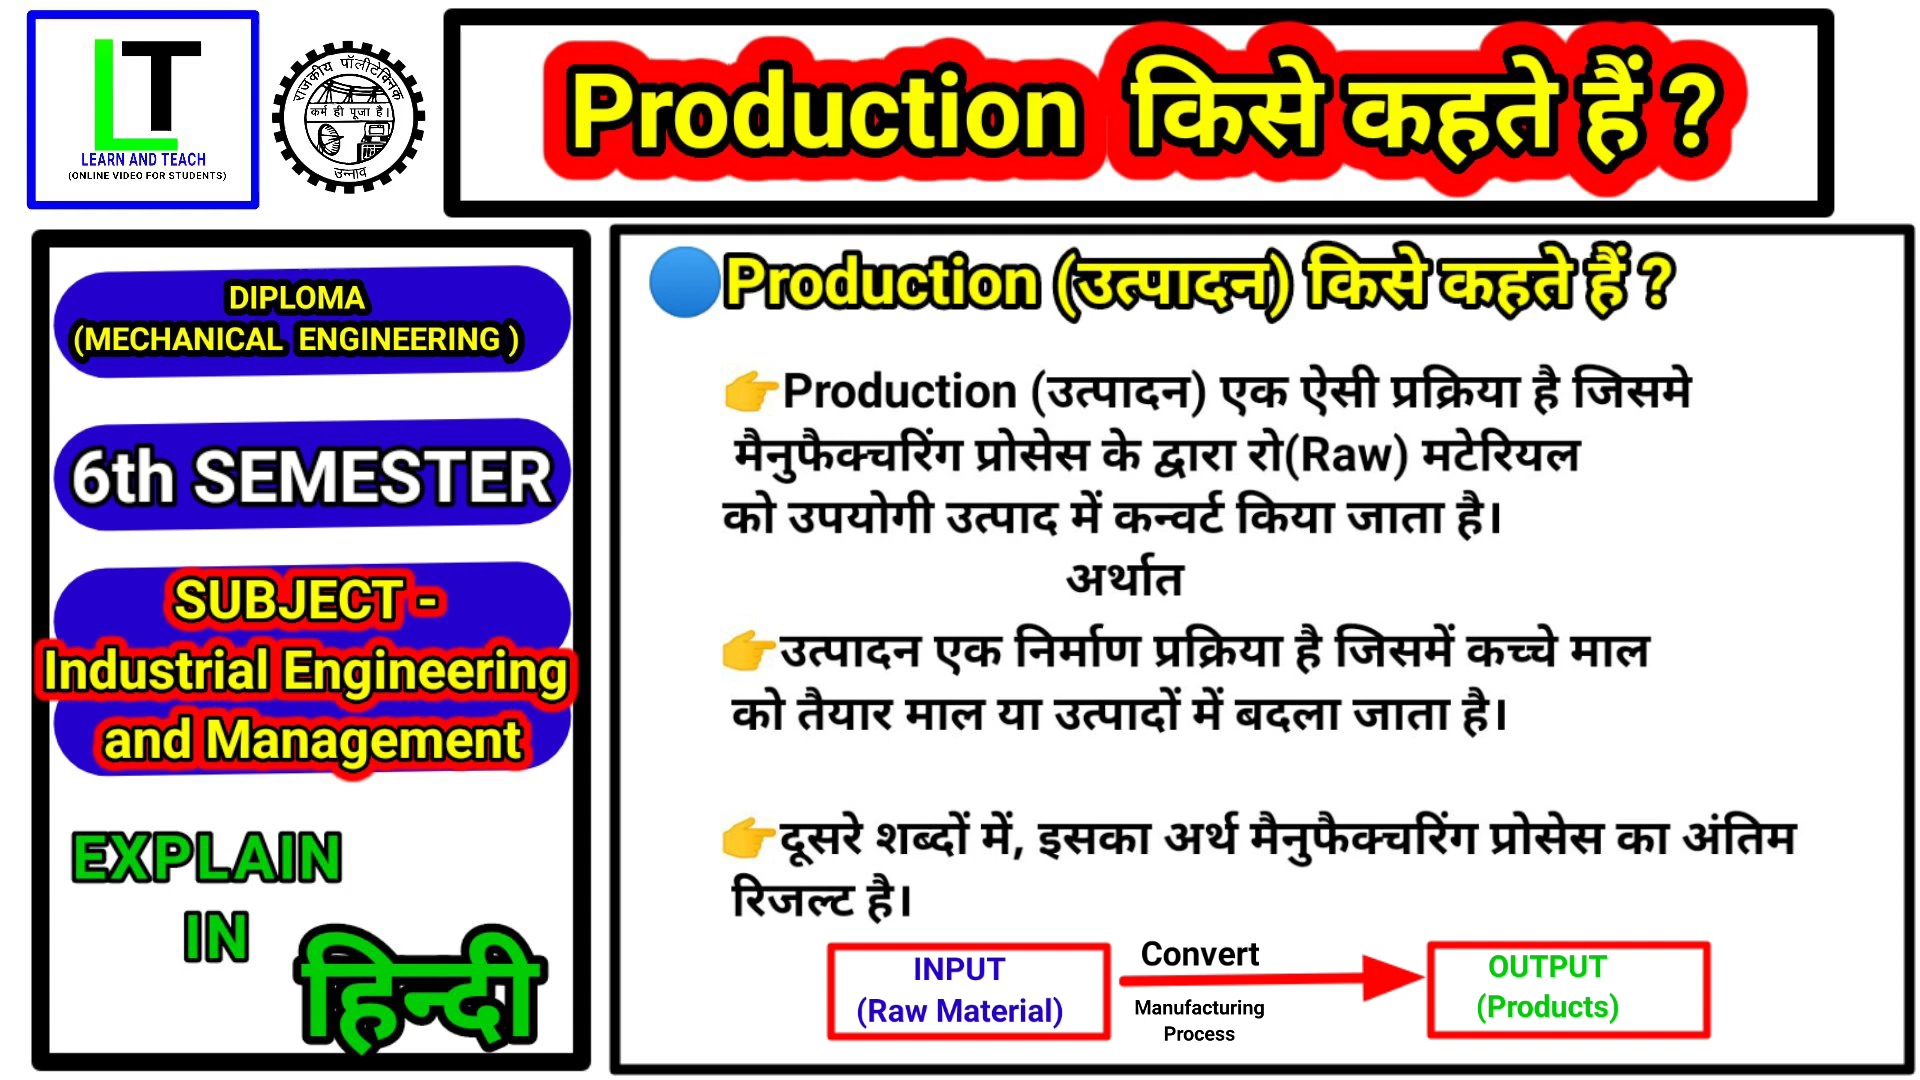 LT
LEARN AND TEACH
(ONLINE VIDEO FOR STUDENTS)
राजकीय पॉलीटेक्निक
कर्म ही पूजा है।
उन्नाव
Production किसे कहते हैं ?
DIPLOMA
(MECHANICAL ENGINEERING )
6th SEMESTER
SUBJECT -
Industrial Engineering
and Management
EXPLAIN
IN
हिन्दी
Production (उत्पादन) किसे कहते हैं ?
👉Production (उत्पादन) एक ऐसी प्रक्रिया है जिसमे
मैनुफैक्चरिंग प्रोसेस के द्वारा रो(Raw) मटेरियल
को उपयोगी उत्पाद में कन्वर्ट किया जाता है।
अर्थात
👉उत्पादन एक निर्माण प्रक्रिया है जिसमें कच्चे माल
को तैयार माल या उत्पादों में बदला जाता है।
👉दूसरे शब्दों में, इसका अर्थ मैनुफैक्चरिंग प्रोसेस का अंतिम
रिजल्ट है।
INPUT
(Raw Material)
Convert
Manufacturing
Process
OUTPUT
(Products)